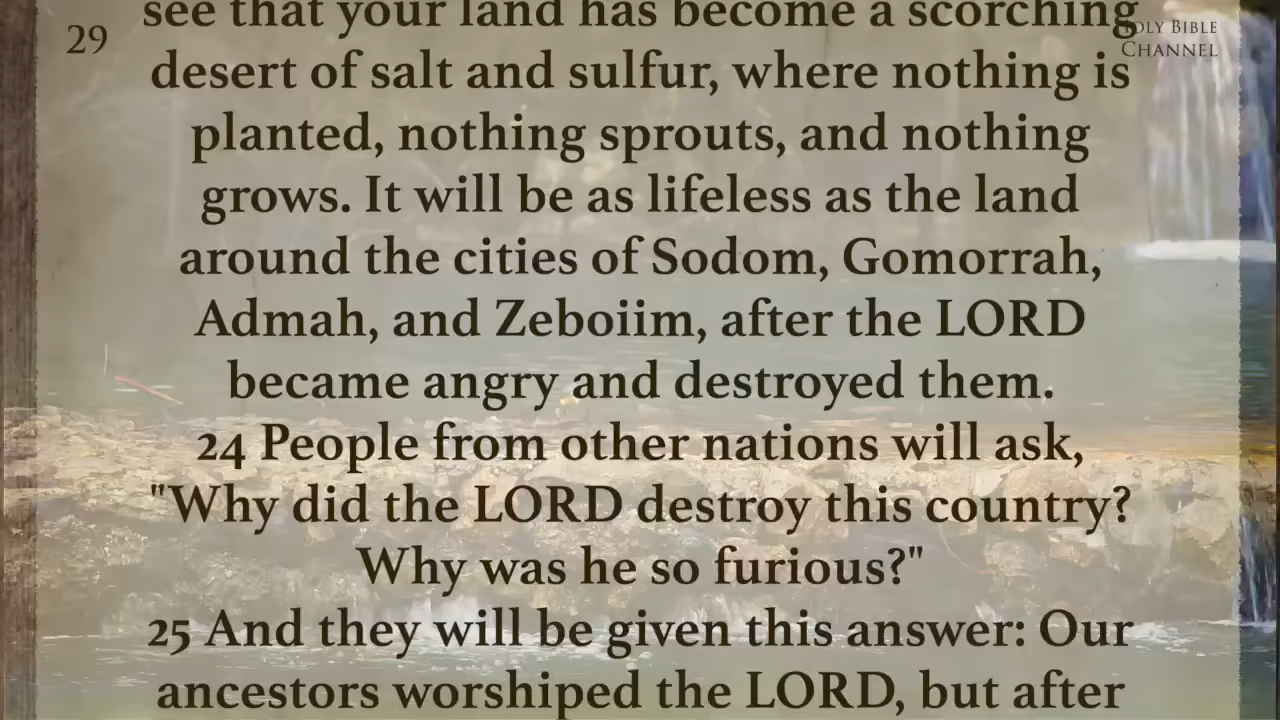 29
HOLY BIBLE
CHANNEL
see that your land has become a scorching
desert of salt and sulfur, where nothing is
planted, nothing sprouts, and nothing
grows. It will be as lifeless as the land
around the cities of Sodom, Gomorrah,
Admah, and Zeboiim, after the LORD
became angry and destroyed them.
24 People from other nations will ask,
"Why did the LORD destroy this country?
Why was he so furious?"
25 And they will be given this answer: Our
ancestors worshiped the LORD, but after